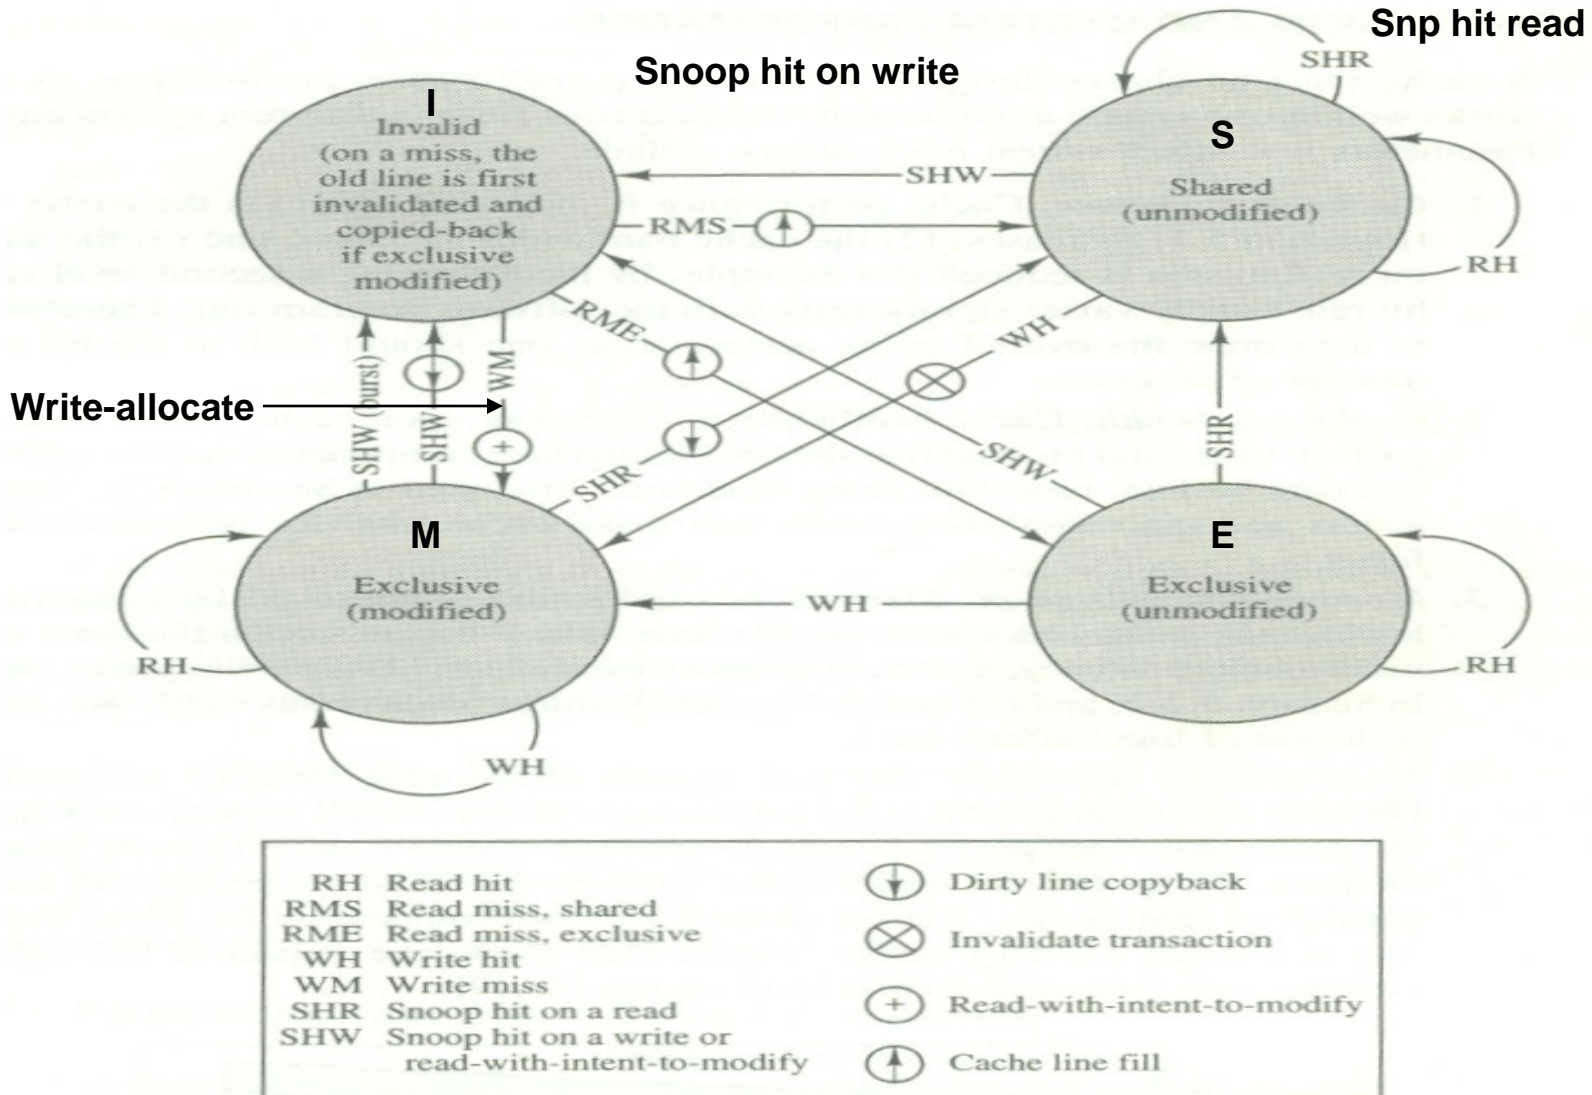 Snp hit read
SHR
Snoop hit on write
I
Invalid
(on a miss, the
old line is first
invalidated and
copied-back
if exclusive
modified)
S
Shared
(unmodified)
SHW
RMS
RH
RME
WH
SHW (burst)
SHW
WM
Write-allocate
+
SHR
SHW
SHR
M
Exclusive
(modified)
E
Exclusive
(unmodified)
WH
RH
RH
WH
RH Read hit
RMS Read miss, shared
RME Read miss, exclusive
WH Write hit
WM Write miss
SHR Snoop hit on a read
SHW Snoop hit on a write or
read-with-intent-to-modify
Dirty line copyback
Invalidate transaction
+ Read-with-intent-to-modify
Cache line fill